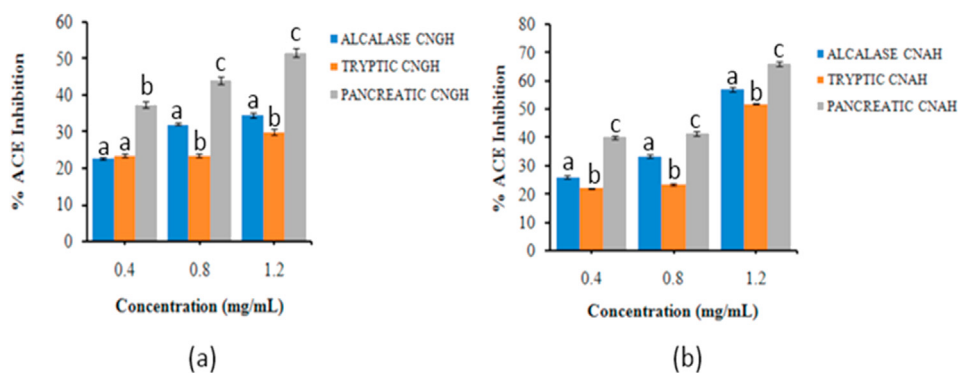 60
50
40
30
20
10
0
% ACE Inhibition
a a b
a b c
a b c
0.4 0.8 1.2
Concentration (mg/mL)
ALCALASE CNGH
TRYPTIC CNGH
PANCREATIC CNGH
(a)
80
70
60
50
40
30
20
10
0
% ACE Inhibition
a b c
a b c
a b c
0.4 0.8 1.2
Concentration (mg/mL)
ALCALASE CNAH
TRYPTIC CNAH
PANCREATIC CNAH
(b)